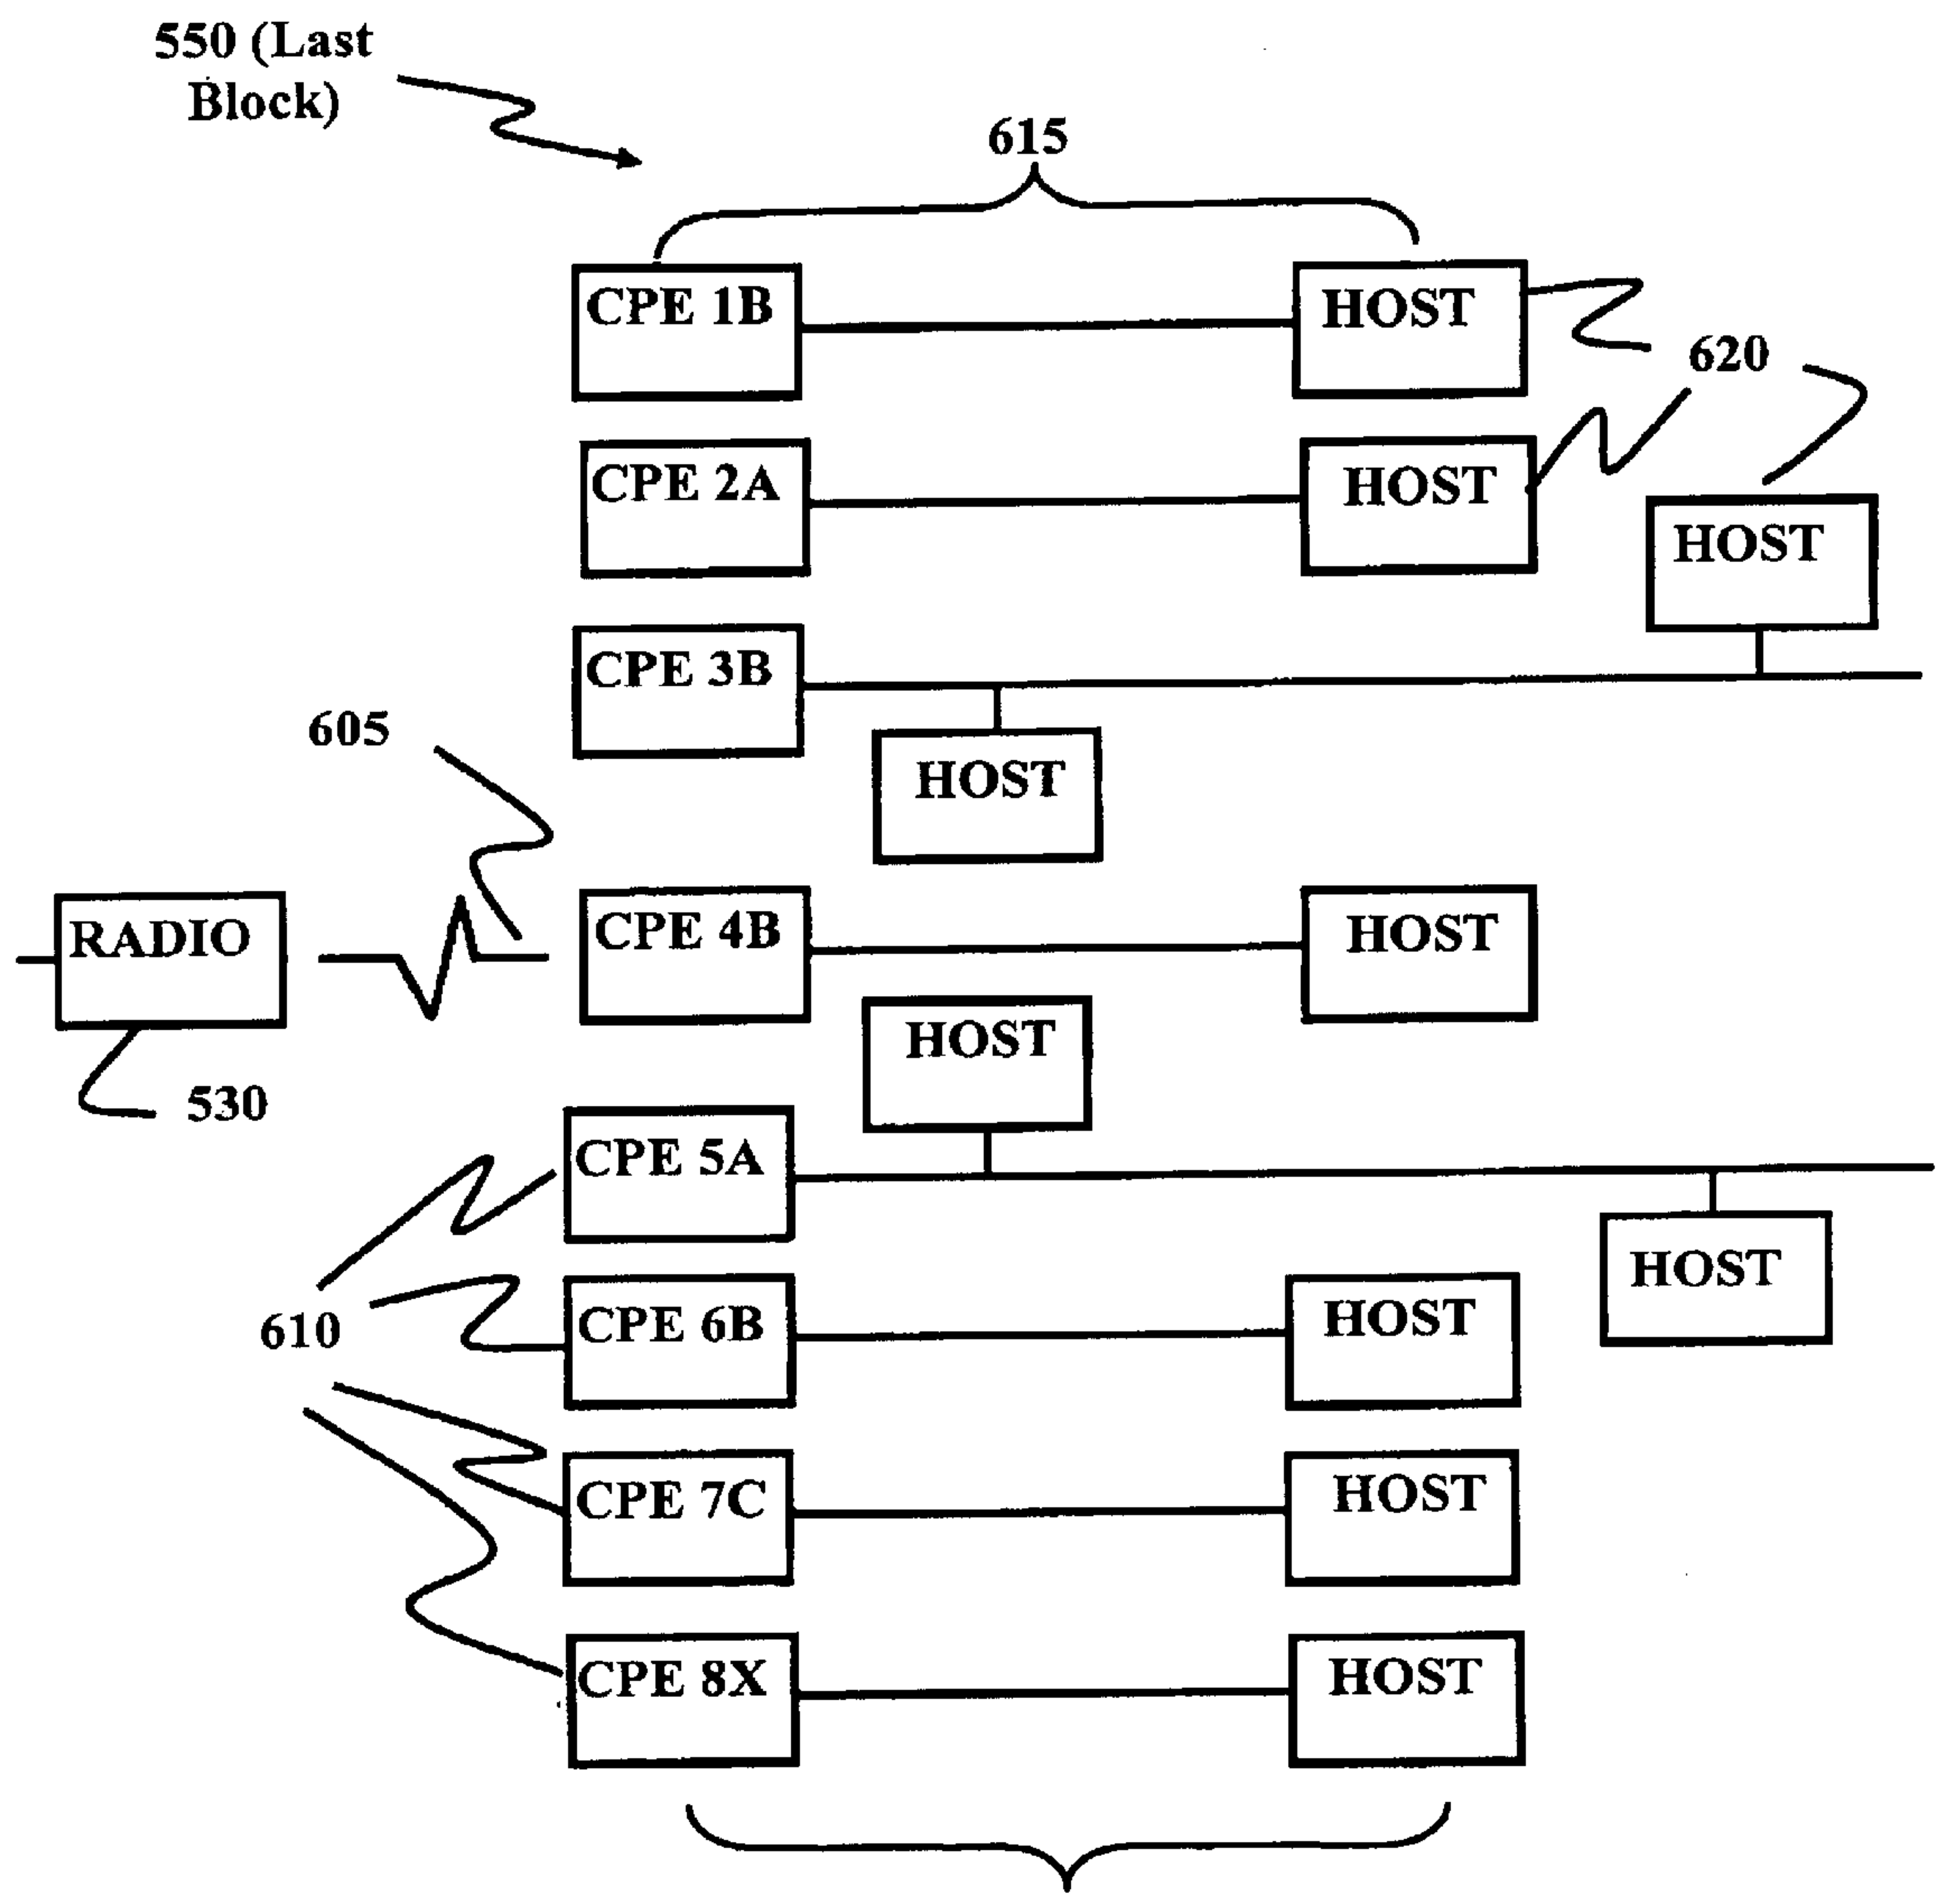 550 (Last
Block)
615
CPE 1B
HOST
620
CPE 2A
HOST
HOST
CPE 3B
605
HOST
RADIO
CPE 4B
HOST
HOST
530
CPE 5A
HOST
610
CPE 6B
HOST
CPE 7C
HOST
CPE 8X
HOST